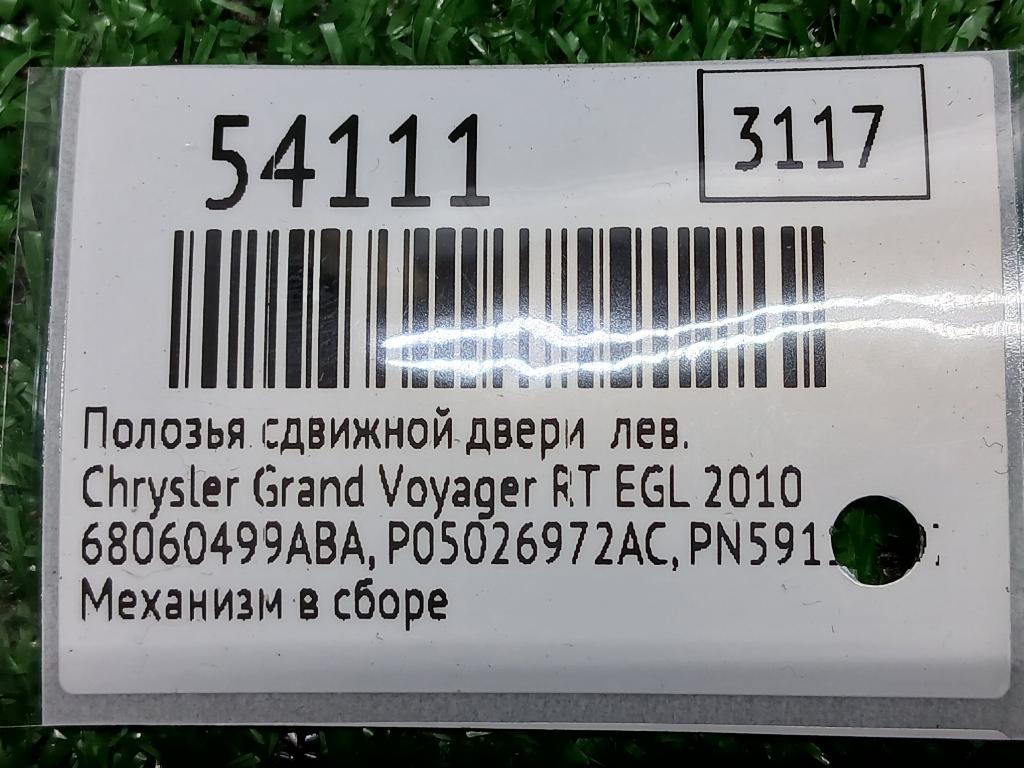 54111
3117
Полозья сдвижной двери лев.
Chrysler Grand Voyager RT EGL 2010
68060499ABA, P05026972AC,
Механизм в сборе